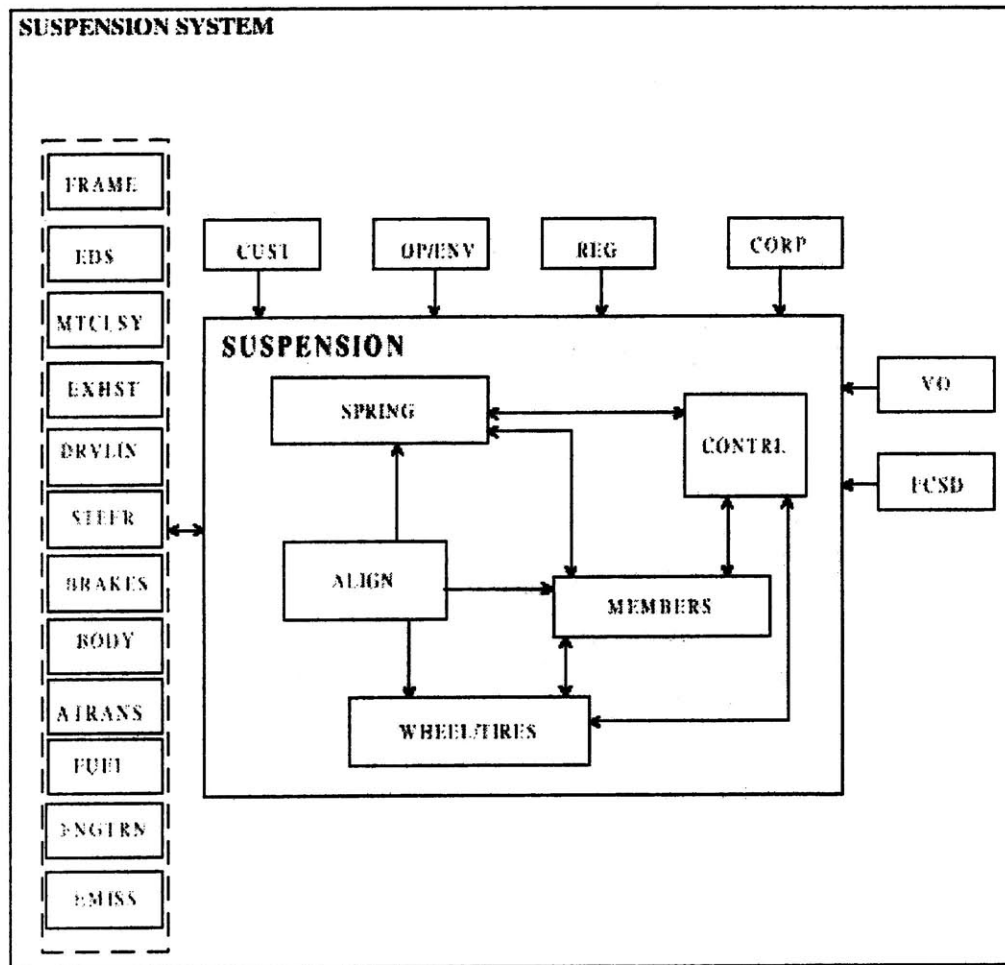 SUSPENSION SYSTEM
FRAME
EDS
MTCLSY
EXHST
DRVLIN
STEER
BRAKES
BODY
ATRANS
FUEL
ENGTRN
EMISS
CUST
OP/ENV
REG
CORP
SUSPENSION
SPRING
CONTRL
ALIGN
MEMBERS
WHEEL/TIRES
VO
FCSD